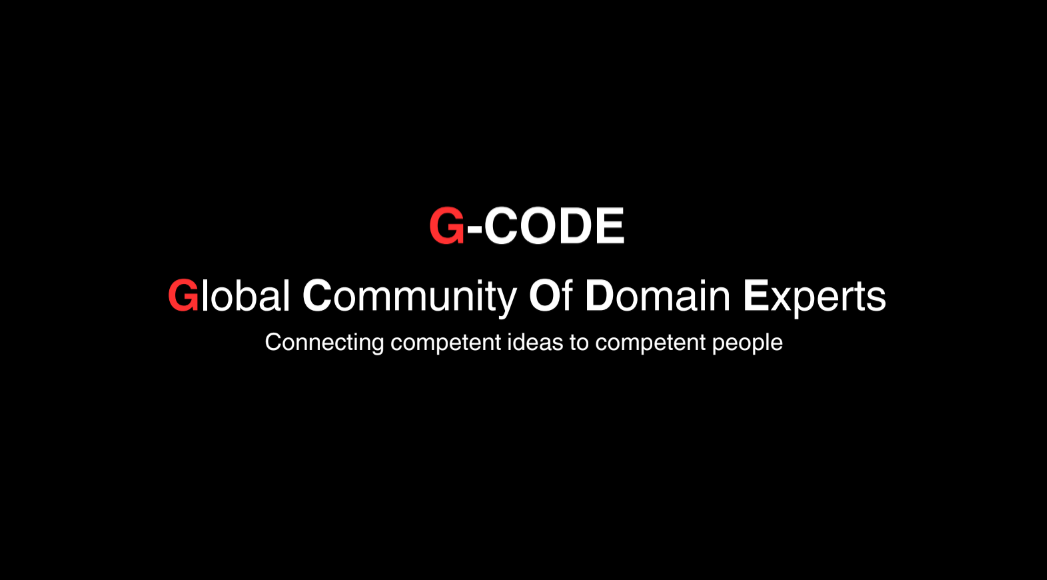 G-CODE
Global Community Of Domain Experts
Connecting competent ideas to competent people